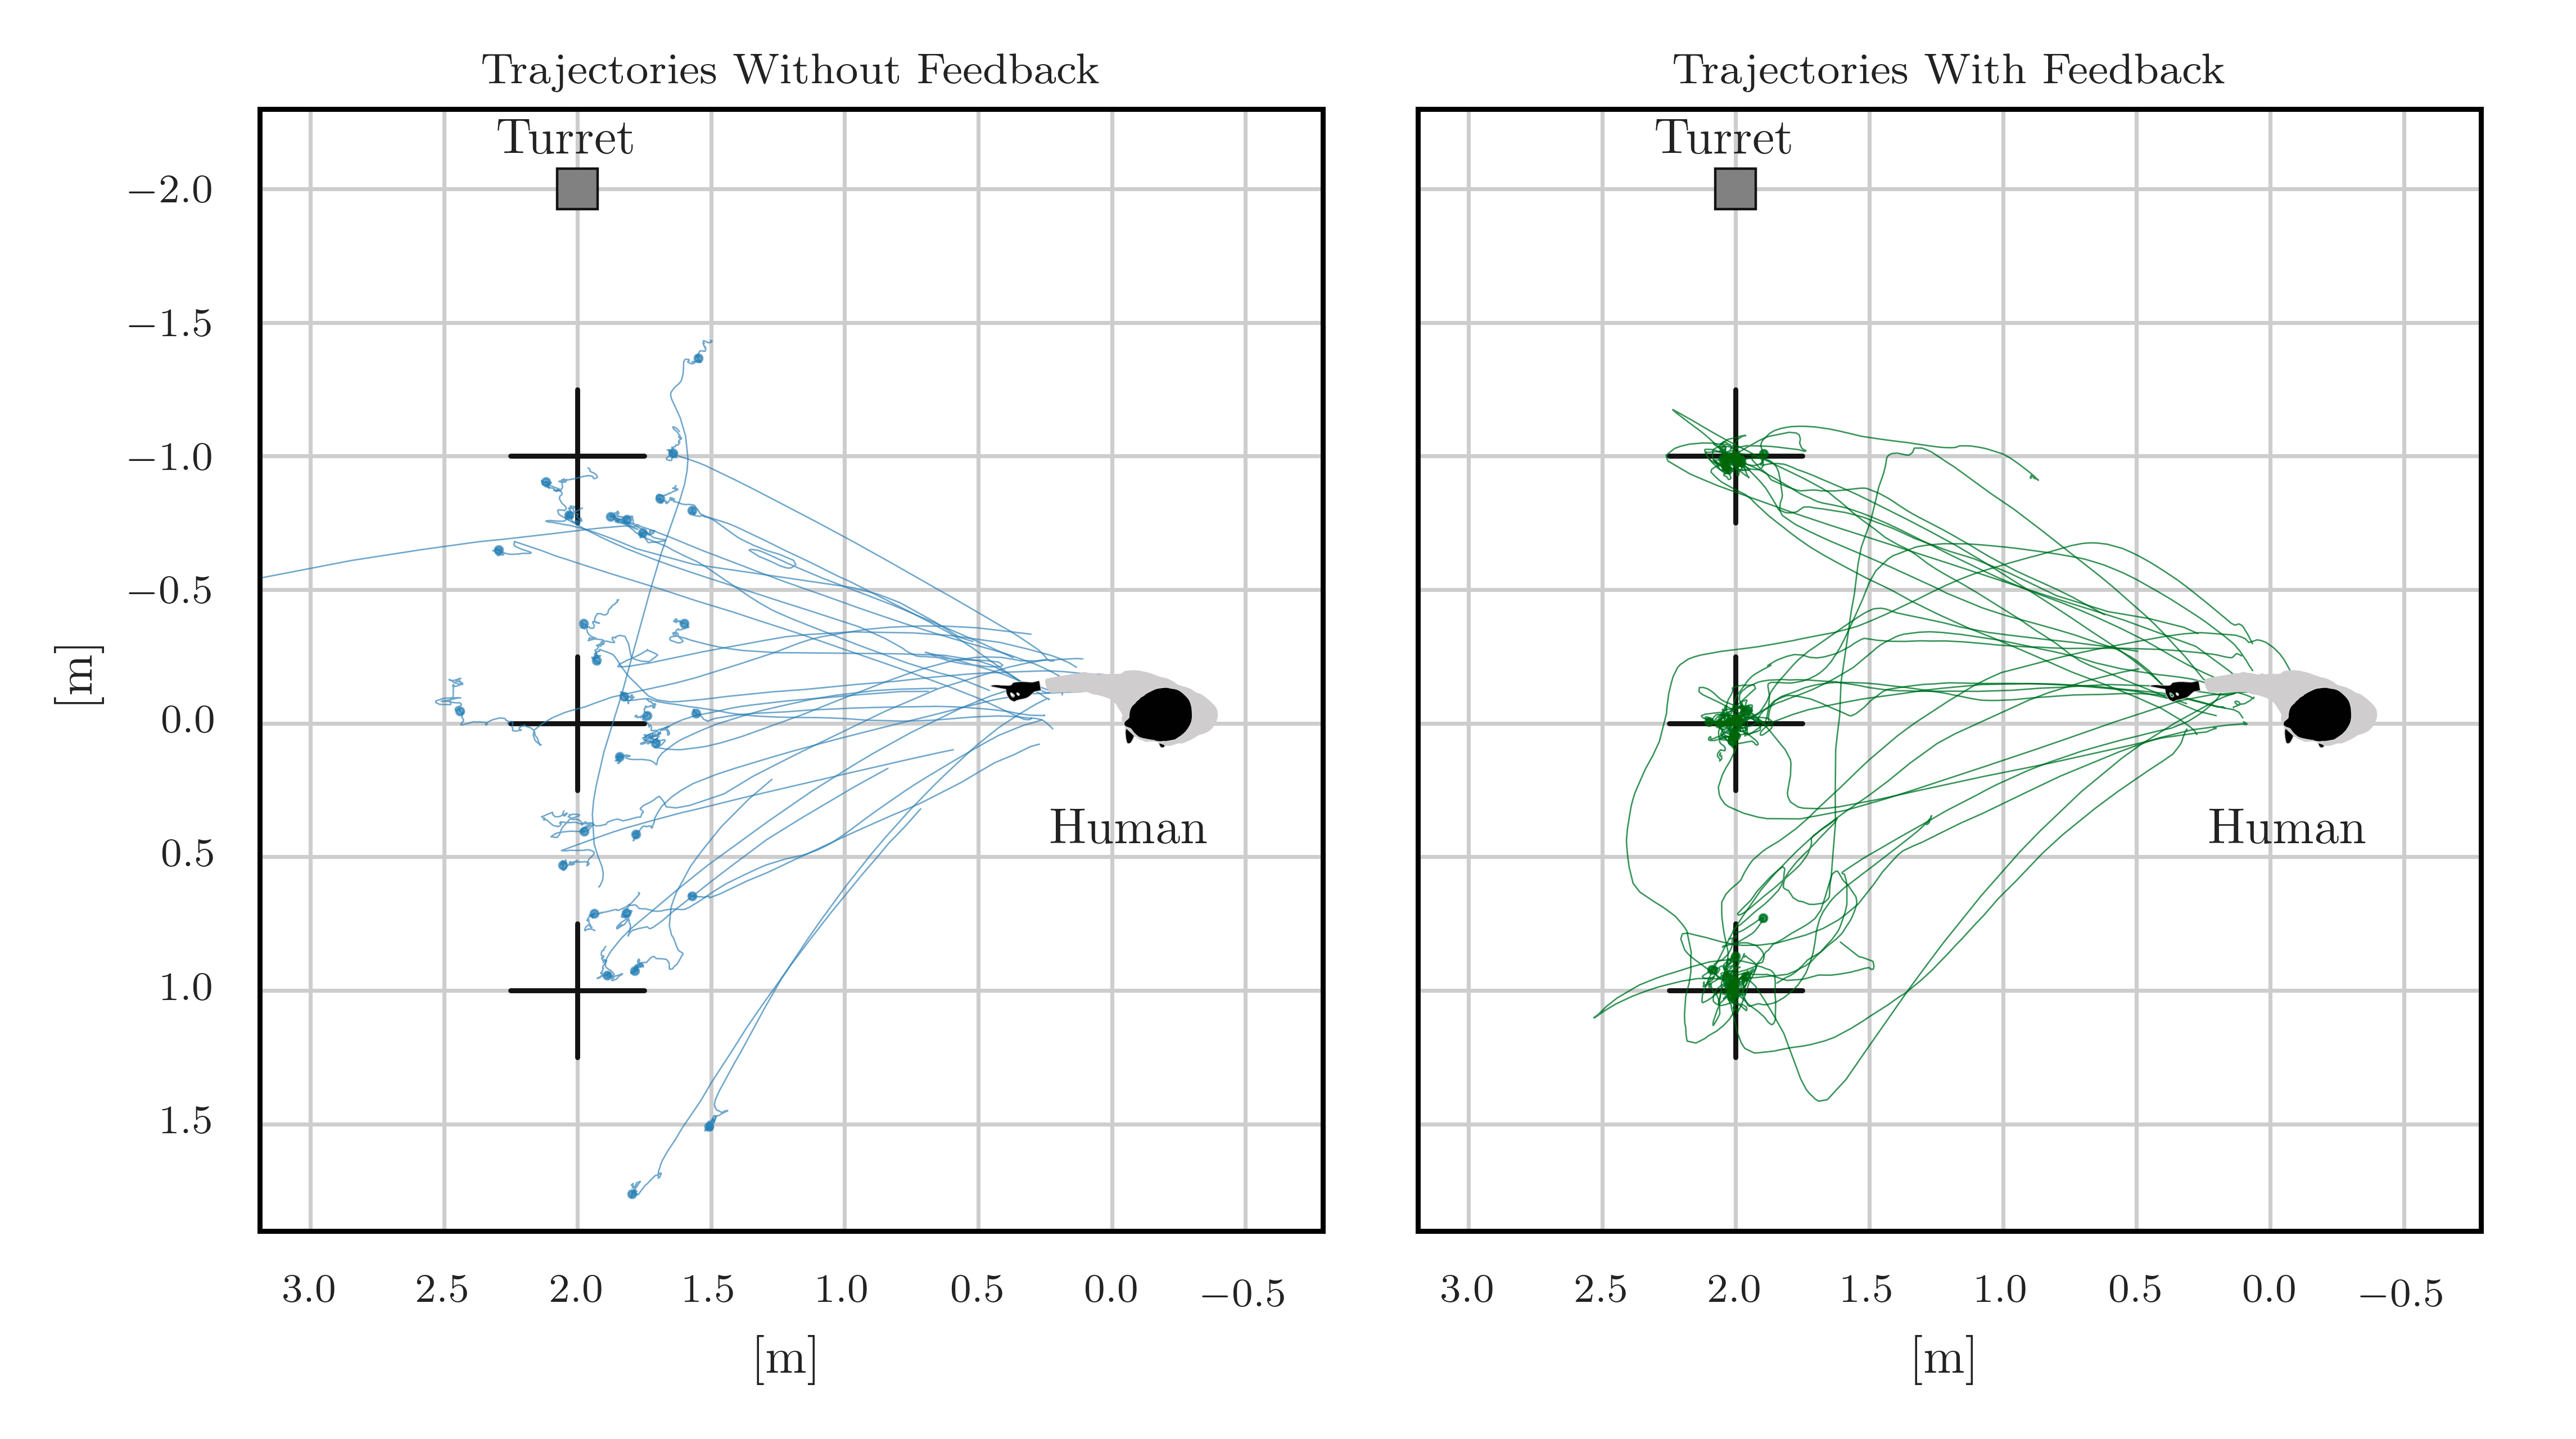 Trajectories Without Feedback
Turret
−2.0
−1.5
−1.0
−0.5
0.0
0.5
1.0
1.5
[m]
Human
3.0 2.5 2.0 1.5 1.0 0.5 0.0 −0.5
[m]
Trajectories With Feedback
Turret
Human
3.0 2.5 2.0 1.5 1.0 0.5 0.0 −0.5
[m]